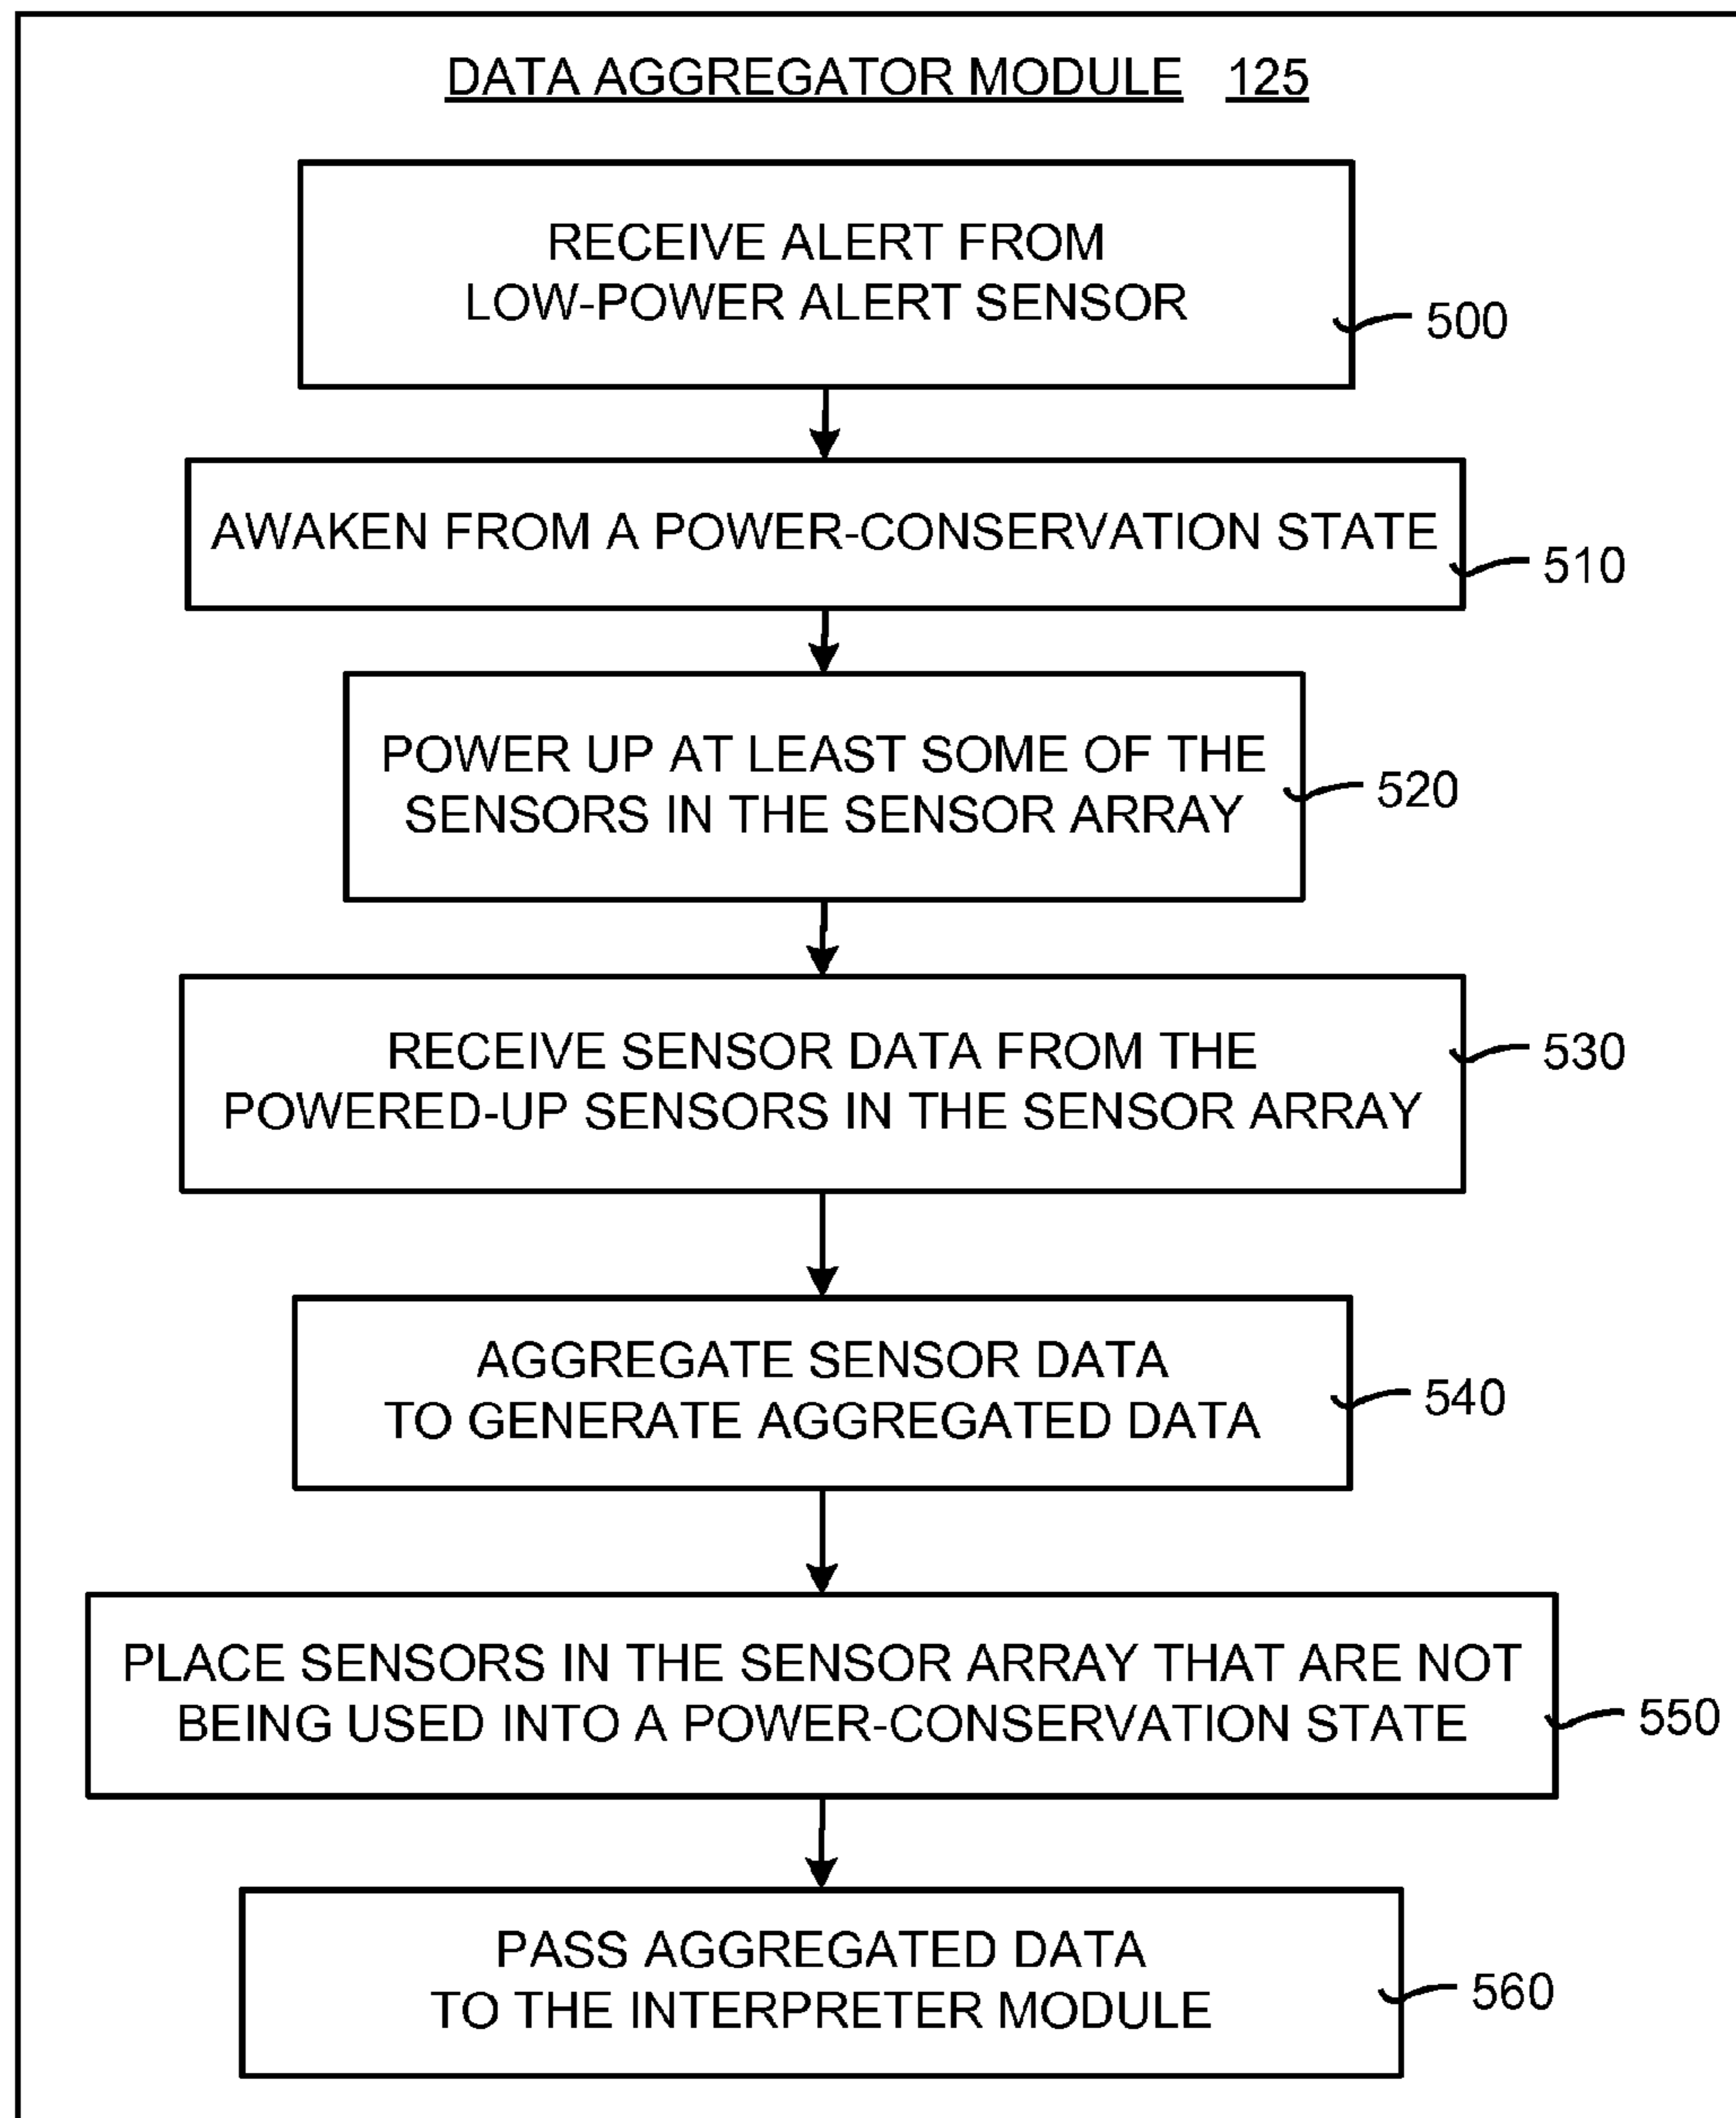 DATA AGGREGATOR MODULE 125
RECEIVE ALERT FROM
LOW-POWER ALERT SENSOR
500
AWAKEN FROM A POWER-CONSERVATION STATE
510
POWER UP AT LEAST SOME OF THE
SENSORS IN THE SENSOR ARRAY
520
RECEIVE SENSOR DATA FROM THE
POWERED-UP SENSORS IN THE SENSOR ARRAY
530
AGGREGATE SENSOR DATA
TO GENERATE AGGREGATED DATA
540
PLACE SENSORS IN THE SENSOR ARRAY THAT ARE NOT
BEING USED INTO A POWER-CONSERVATION STATE
550
PASS AGGREGATED DATA
TO THE INTERPRETER MODULE
560